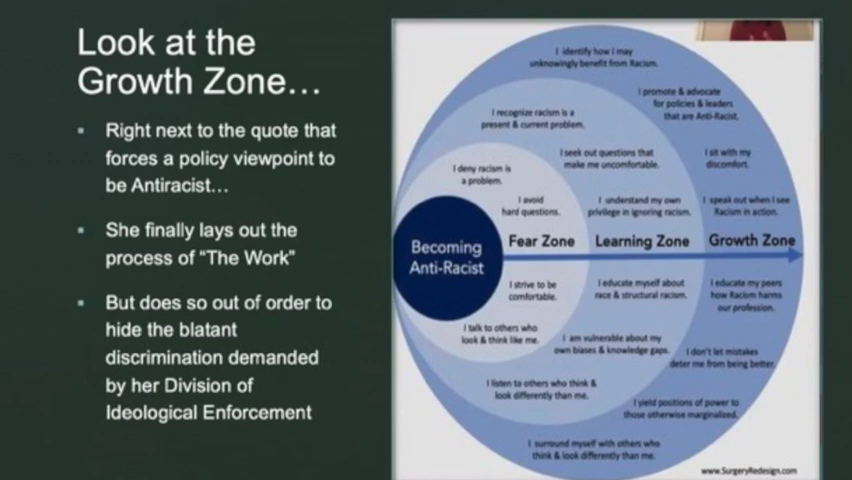 Look at the
Growth Zone...
Right next to the quote that
forces a policy viewpoint to
be Antiracist...
She finally lays out the
process of “The Work”
But does so out of order to
hide the blatant
discrimination demanded
by her Division of
Ideological Enforcement
I identify how I may
unknowingly benefit from Racism.
I promote & advocate
for policies & leaders
that are Anti-Racist.
I recognize racism is a
present & current problem.
I seek out questions that
make me uncomfortable.
I sit with my
discomfort.
I deny racism is
a problem.
I avoid
hard questions.
I understand my own
privilege in ignoring racism.
I speak out when I see
Racism in action.
Becoming
Anti-Racist
Fear Zone
Learning Zone
Growth Zone
I strive to be
comfortable.
I educate myself about
race & structural racism.
I educate my peers
how Racism harms
our profession.
I talk to others who
look & think like me.
I am vulnerable about my
own biases & knowledge gaps.
I don't let mistakes
deter me from being better.
I listen to others who think &
look differently than me.
I yield positions of power to
those otherwise marginalized.
I surround myself with others who
think & look differently than me.
www.SurgeryRedesign.com